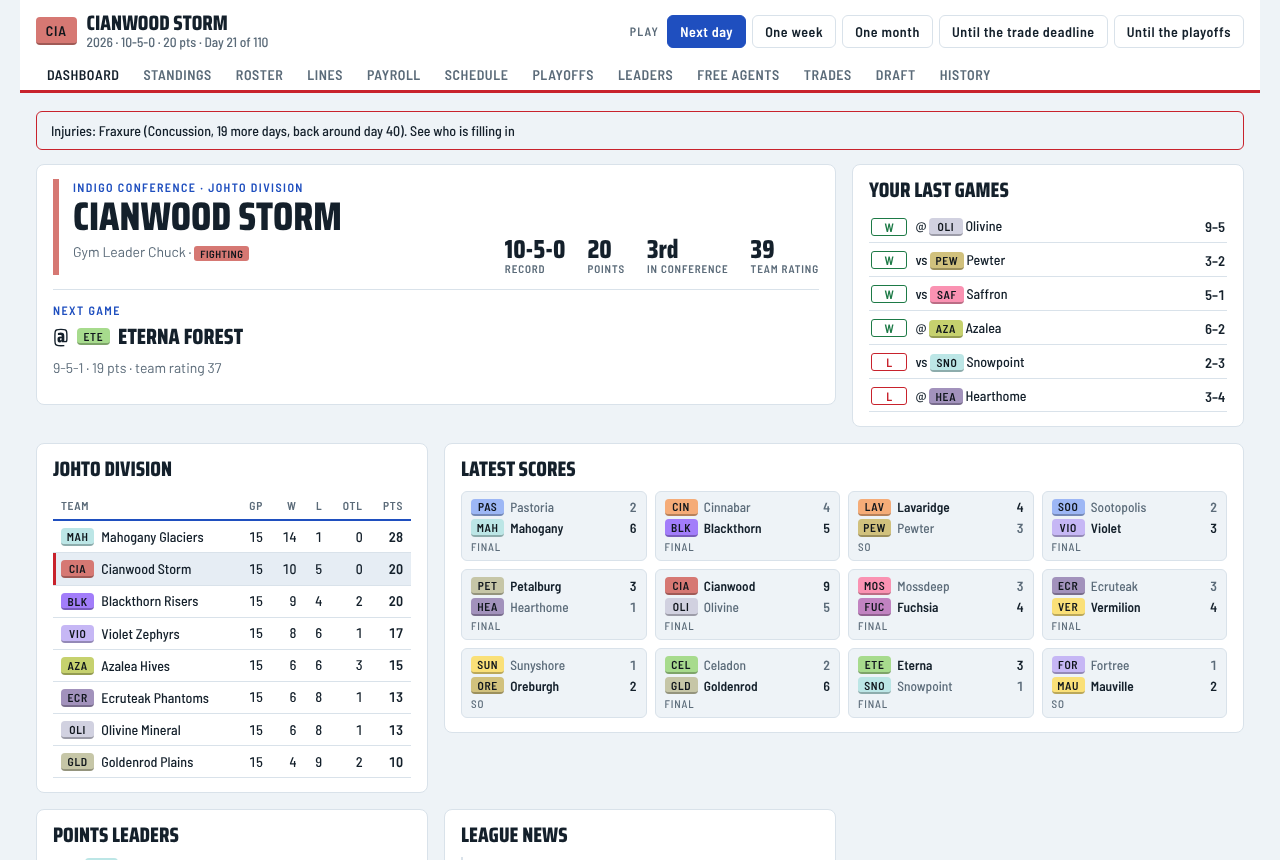 CIA CIANWOOD STORM
2026 · 10-5-0 · 20 pts · Day 21 of 110
PLAY Next day One week One month Until the trade deadline Until the playoffs
DASHBOARD STANDINGS ROSTER LINES PAYROLL SCHEDULE PLAYOFFS LEADERS FREE AGENTS TRADES DRAFT HISTORY
Injuries: Fraxure (Concussion, 19 more days, back around day 40). See who is filling in
INDIGO CONFERENCE · JOHTO DIVISION
CIANWOOD STORM
Gym Leader Chuck · FIGHTING
10-5-0 20 3rd 39
RECORD POINTS IN CONFERENCE TEAM RATING
NEXT GAME
@ ETE ETERNA FOREST
9-5-1 · 19 pts · team rating 37
YOUR LAST GAMES
W @ OLI Olivine 9–5
W vs PEW Pewter 3–2
W vs SAF Saffron 5–1
W @ AZA Azalea 6–2
L vs SNO Snowpoint 2–3
L @ HEA Hearthome 3–4
JOHTO DIVISION
TEAM GP W L OTL PTS
MAH Mahogany Glaciers 15 14 1 0 28
CIA Cianwood Storm 15 10 5 0 20
BLK Blackthorn Risers 15 9 4 2 20
VIO Violet Zephyrs 15 8 6 1 17
AZA Azalea Hives 15 6 6 3 15
ECR Ecruteak Phantoms 15 6 8 1 13
OLI Olivine Mineral 15 6 8 1 13
GLD Goldenrod Plains 15 4 9 2 10
LATEST SCORES
PAS Pastoria 2
MAH Mahogany 6
FINAL
CIN Cinnabar 4
BLK Blackthorn 5
FINAL
LAV Lavaridge 4
PEW Pewter 3
SO
SOO Sootopolis 2
VIO Violet 3
FINAL
PET Petalburg 3
HEA Hearthome 1
FINAL
CIA Cianwood 9
OLI Olivine 5
FINAL
MOS Mossdeep 3
FUC Fuchsia 4
FINAL
ECR Ecruteak 3
VER Vermilion 4
FINAL
SUN Sunyshore 1
ORE Oreburgh 2
SO
CEL Celadon 2
GLD Goldenrod 6
FINAL
ETE Eterna 3
SNO Snowpoint 1
FINAL
FOR Fortree 1
MAU Mauville 2
SO
POINTS LEADERS
LEAGUE NEWS